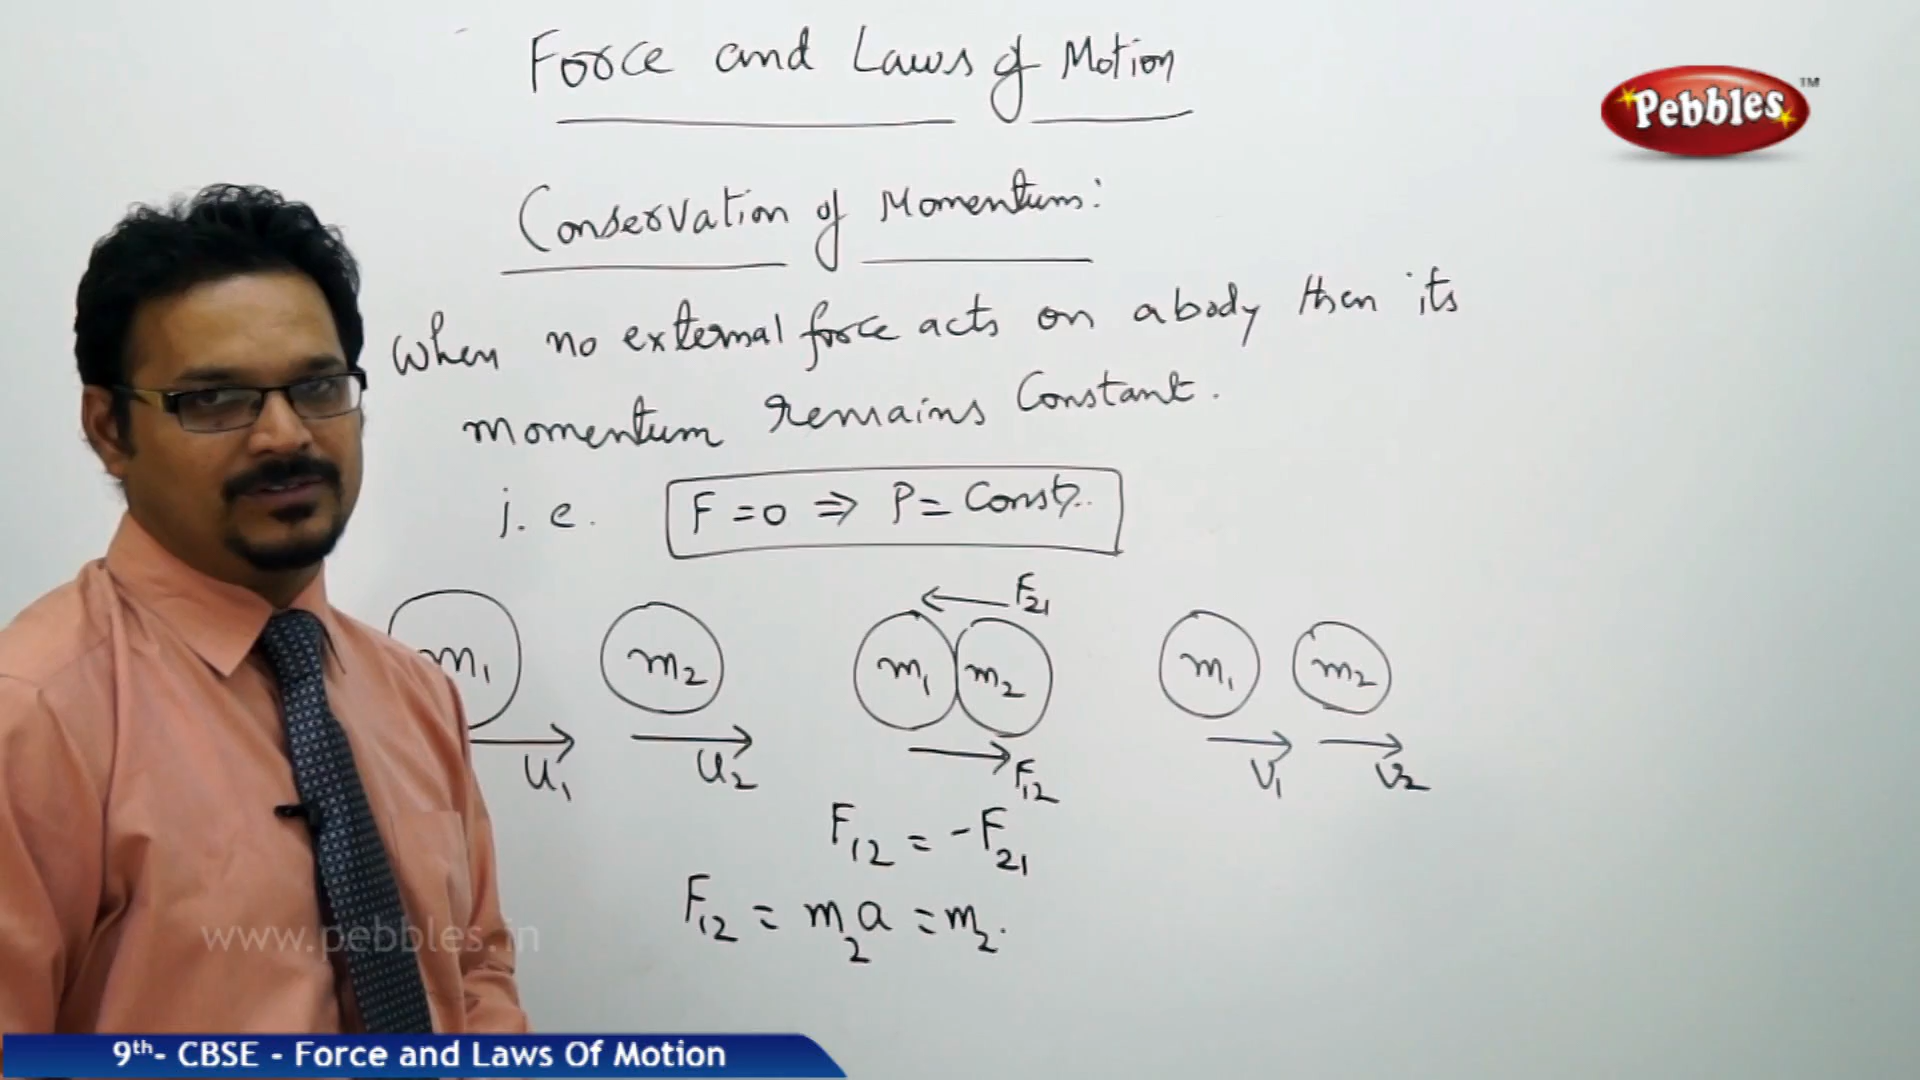 Force and Laws of Motion
Pebbles™
Conservation of Momentum:
When no external force acts on a body then its
momentum remains Constant.
i. e. F = 0 ⇒ P = Const.
F21
m1 m2 m1 m2 m1 m2
u1 u2 F12 v1 v2
F12 = -F21
F12 = m2a = m2.
www.pebbles.in
9th- CBSE - Force and Laws Of Motion